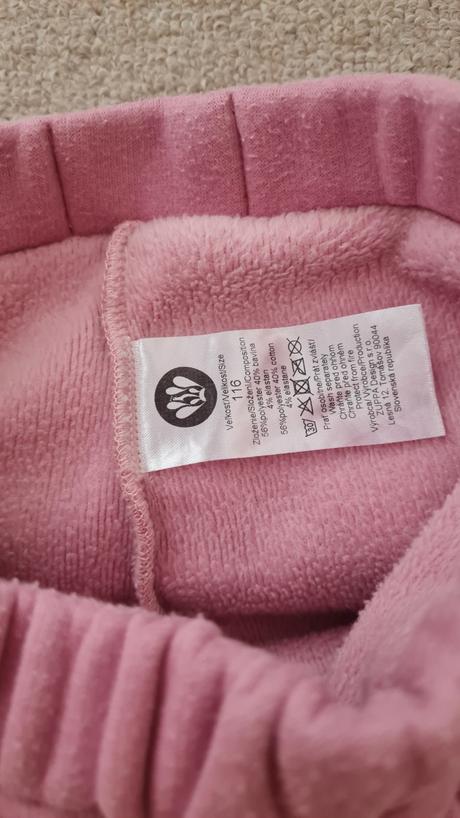 Veľkosť/Velikost/Size
116
Zloženie/Složení/Composition
56%polyester 40% bavlna
4% elastan
56%polyester 40% cotton
4% elastane
30
Prať osobitne/Prát zvlášť/
Wash separately
Chráňte pred ohňom
Chraňte před ohněm
Protect from fire
Výrobca/Výrobce/Production
ZUPPA Design s r.o.
Lesná 12, Tomášov 90044
Slovenská republika